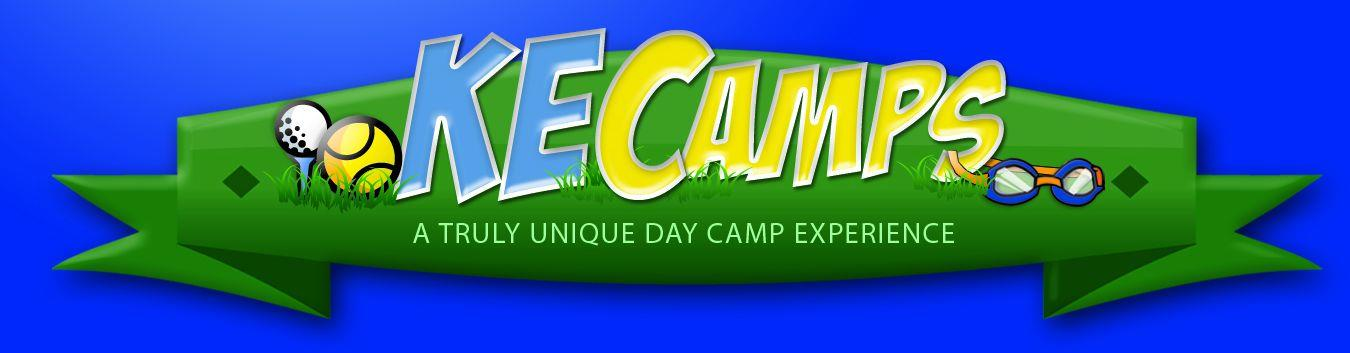 KECAMPS
A TRULY UNIQUE DAY CAMP EXPERIENCE